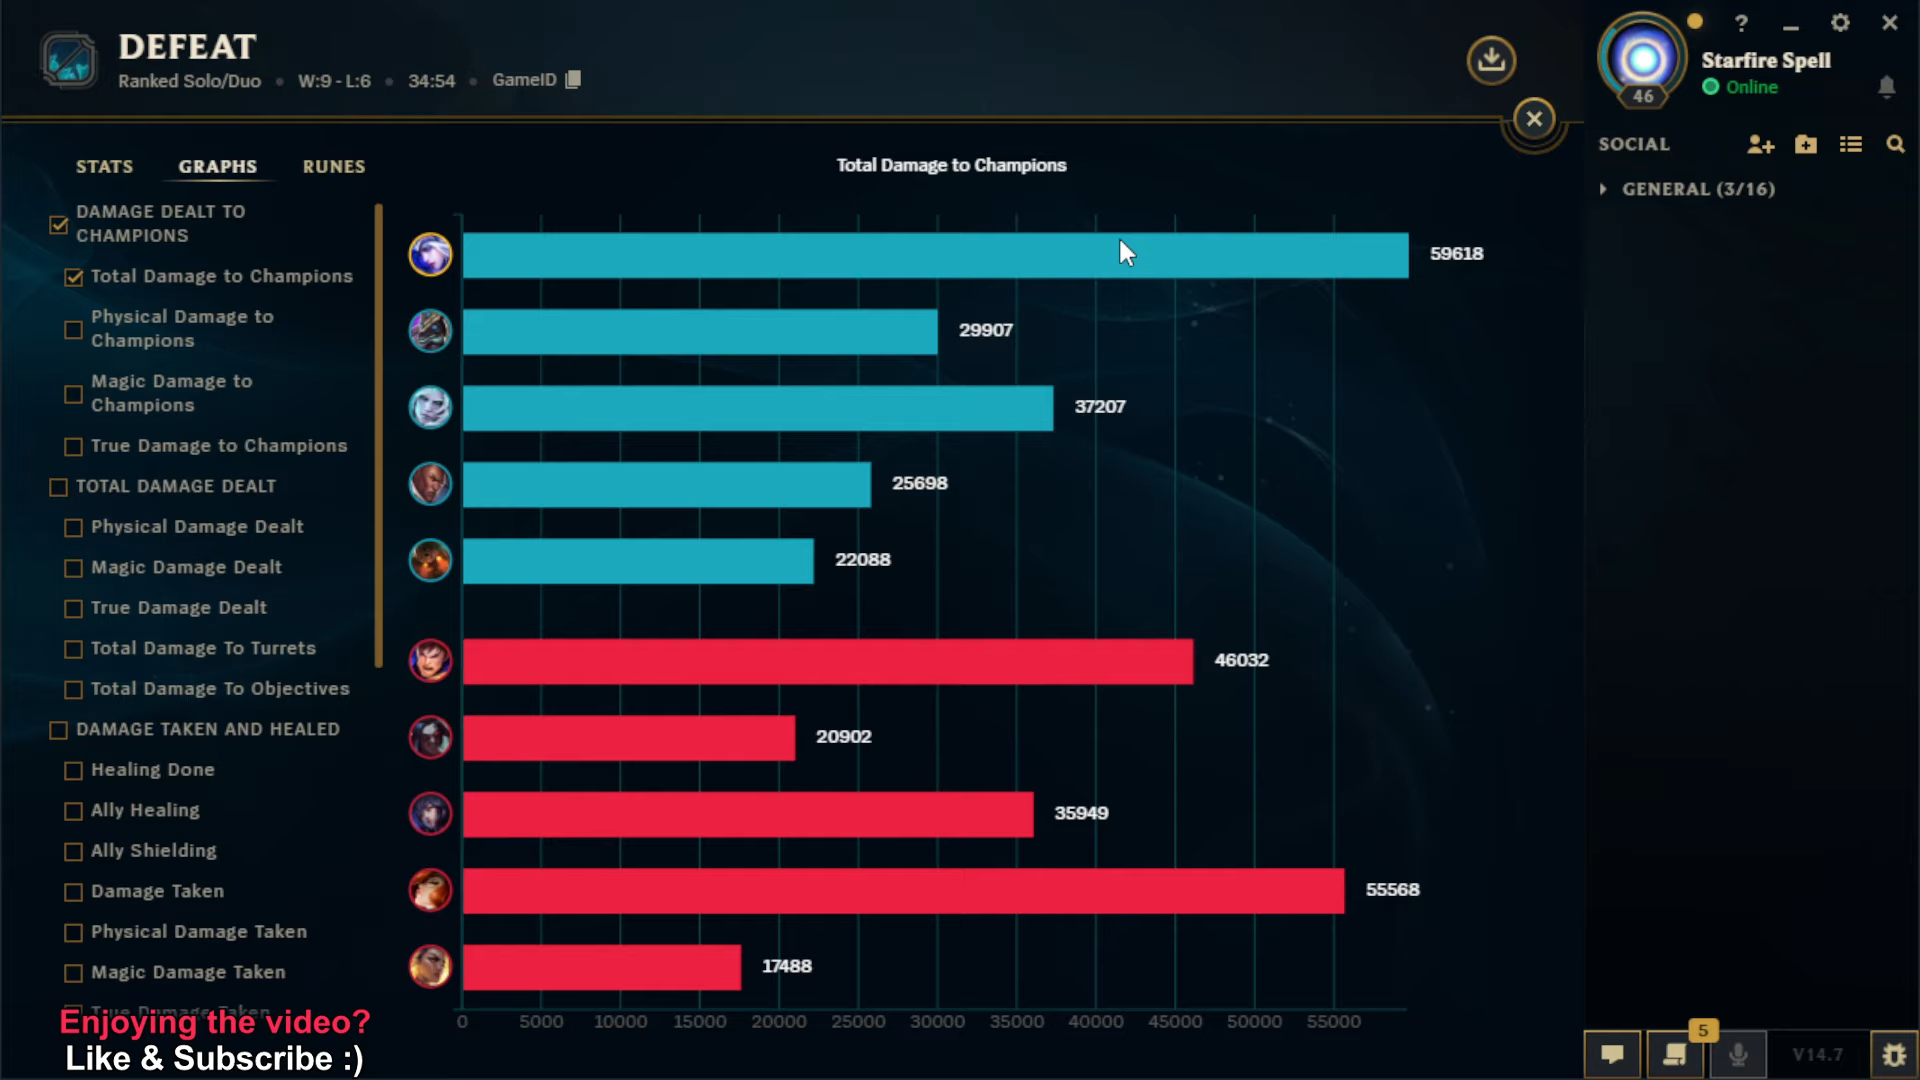 DEFEAT
Ranked Solo/Duo • W:9 - L:6 • 34:54 • GameID
?
46
Starfire Spell
Online
SOCIAL
GENERAL (3/16)
STATS
GRAPHS
RUNES
Total Damage to Champions
DAMAGE DEALT TO
CHAMPIONS
Total Damage to Champions
Physical Damage to
Champions
Magic Damage to
Champions
True Damage to Champions
TOTAL DAMAGE DEALT
Physical Damage Dealt
Magic Damage Dealt
True Damage Dealt
Total Damage To Turrets
Total Damage To Objectives
DAMAGE TAKEN AND HEALED
Healing Done
Ally Healing
Ally Shielding
Damage Taken
Physical Damage Taken
Magic Damage Taken
True Damage Taken
59618
29907
37207
25698
22088
46032
20902
35949
55568
17488
0 5000 10000 15000 20000 25000 30000 35000 40000 45000 50000 55000
Enjoying the video?
Like & Subscribe :)
5
V14.7